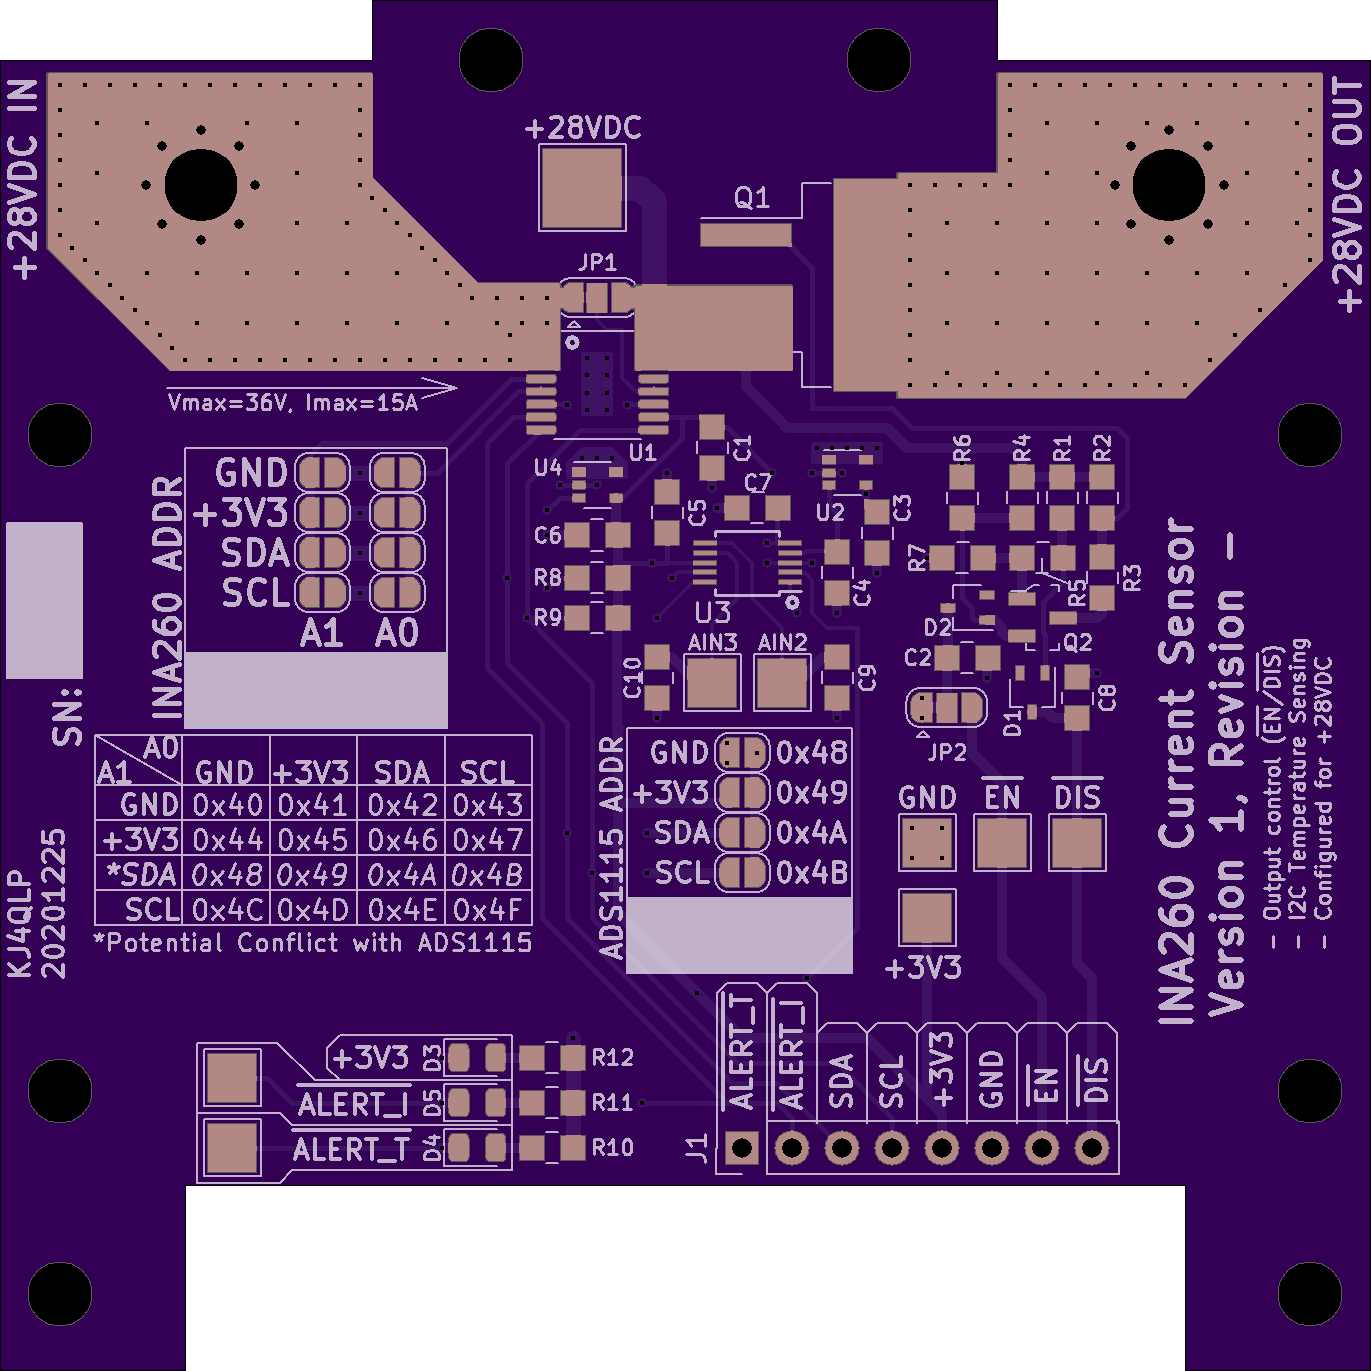 +28VDC IN
+28VDC
Q1
+28VDC OUT
JP1
Vmax=36V, Imax=15A
U1
C1
U4
C7
U2
C3
C5
C6
R8
R9
U3
C4
R6
R4
R1
R2
R7
R5
R3
D2
Q2
C2
D1
C8
JP2
INA260 ADDR
GND
+3V3
SDA
SCL
A1 A0
SN:
AIN3
AIN2
C10
C9
A0
A1 GND +3V3 SDA SCL
GND 0x40 0x41 0x42 0x43
+3V3 0x44 0x45 0x46 0x47
*SDA 0x48 0x49 0x4A 0x4B
SCL 0x4C 0x4D 0x4E 0x4F
*Potential Conflict with ADS1115
KJ4QLP
20201225
ADS1115 ADDR
GND 0x48
+3V3 0x49
SDA 0x4A
SCL 0x4B
GND
EN
DIS
+3V3
INA260 Current Sensor
Version 1, Revision -
- Output control (EN/DIS)
- I2C Temperature Sensing
- Configured for +28VDC
+3V3
D3
R12
ALERT_I
D5
R11
ALERT_T
D4
R10
J1
ALERT_T
ALERT_I
SDA
SCL
+3V3
GND
EN
DIS